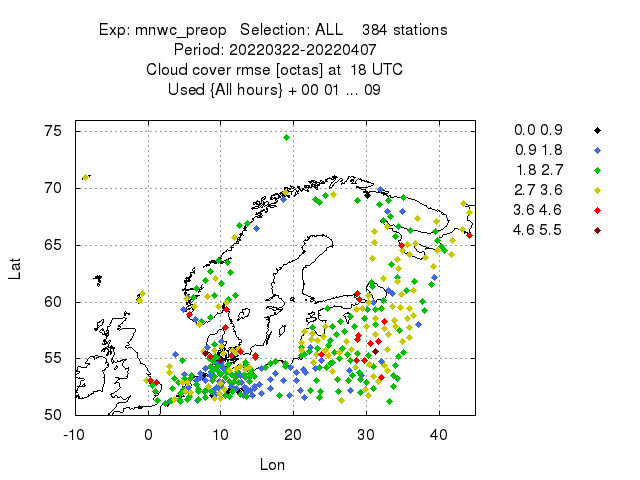 Exp: mnwc_preop   Selection: ALL    384 stations
Period: 20220322-20220407
Cloud cover rmse [octas] at  18 UTC
Used {All hours} + 00 01 ... 09
0.0 0.9
0.9 1.8
1.8 2.7
2.7 3.6
3.6 4.6
4.6 5.5
75
70
65
60
55
50
Lat
-10 0 10 20 30 40
Lon